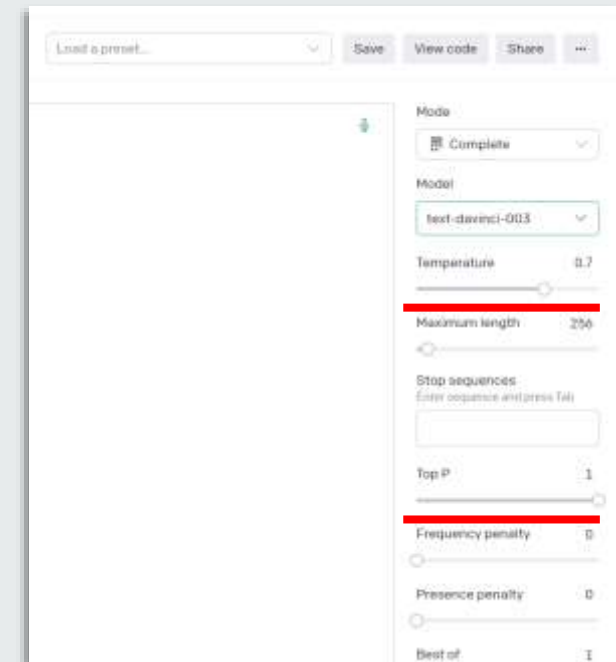 Load a preset...
Save
View code
Share
...
Mode
Complete
Model
text-davinci-003
Temperature 0.7
Maximum length 256
Stop sequences
Enter sequence and press Tab
Top P 1
Frequency penalty 0
Presence penalty 0
Best of 1